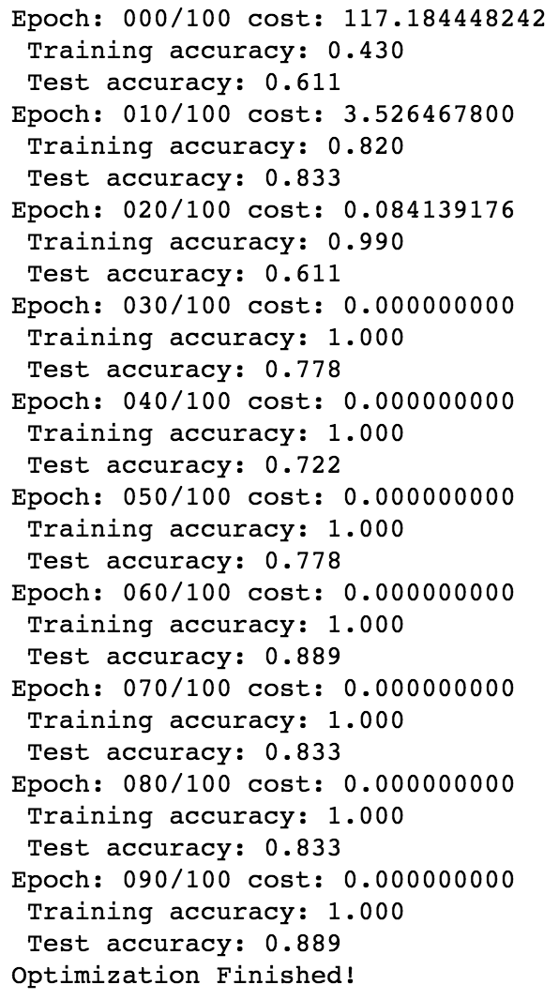 Epoch: 000/100 cost: 117.184448242
Training accuracy: 0.430
Test accuracy: 0.611
Epoch: 010/100 cost: 3.526467800
Training accuracy: 0.820
Test accuracy: 0.833
Epoch: 020/100 cost: 0.084139176
Training accuracy: 0.990
Test accuracy: 0.611
Epoch: 030/100 cost: 0.000000000
Training accuracy: 1.000
Test accuracy: 0.778
Epoch: 040/100 cost: 0.000000000
Training accuracy: 1.000
Test accuracy: 0.722
Epoch: 050/100 cost: 0.000000000
Training accuracy: 1.000
Test accuracy: 0.778
Epoch: 060/100 cost: 0.000000000
Training accuracy: 1.000
Test accuracy: 0.889
Epoch: 070/100 cost: 0.000000000
Training accuracy: 1.000
Test accuracy: 0.833
Epoch: 080/100 cost: 0.000000000
Training accuracy: 1.000
Test accuracy: 0.833
Epoch: 090/100 cost: 0.000000000
Training accuracy: 1.000
Test accuracy: 0.889
Optimization Finished!